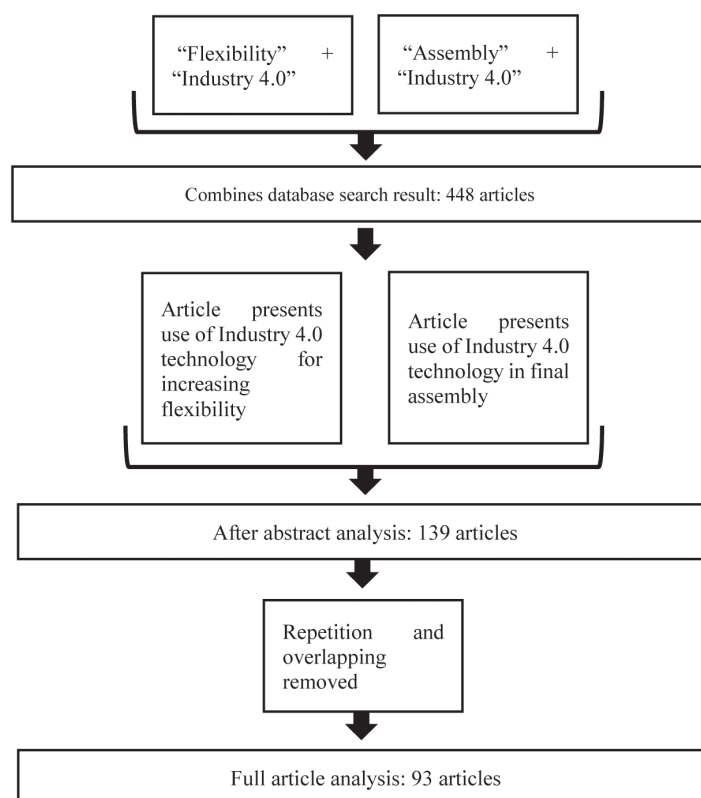 “Flexibility” +
“Industry 4.0”
“Assembly” +
“Industry 4.0”
Combines database search result: 448 articles
Article presents
use of Industry 4.0
technology for
increasing
flexibility
Article presents
use of Industry 4.0
technology in final
assembly
After abstract analysis: 139 articles
Repetition and
overlapping
removed
Full article analysis: 93 articles